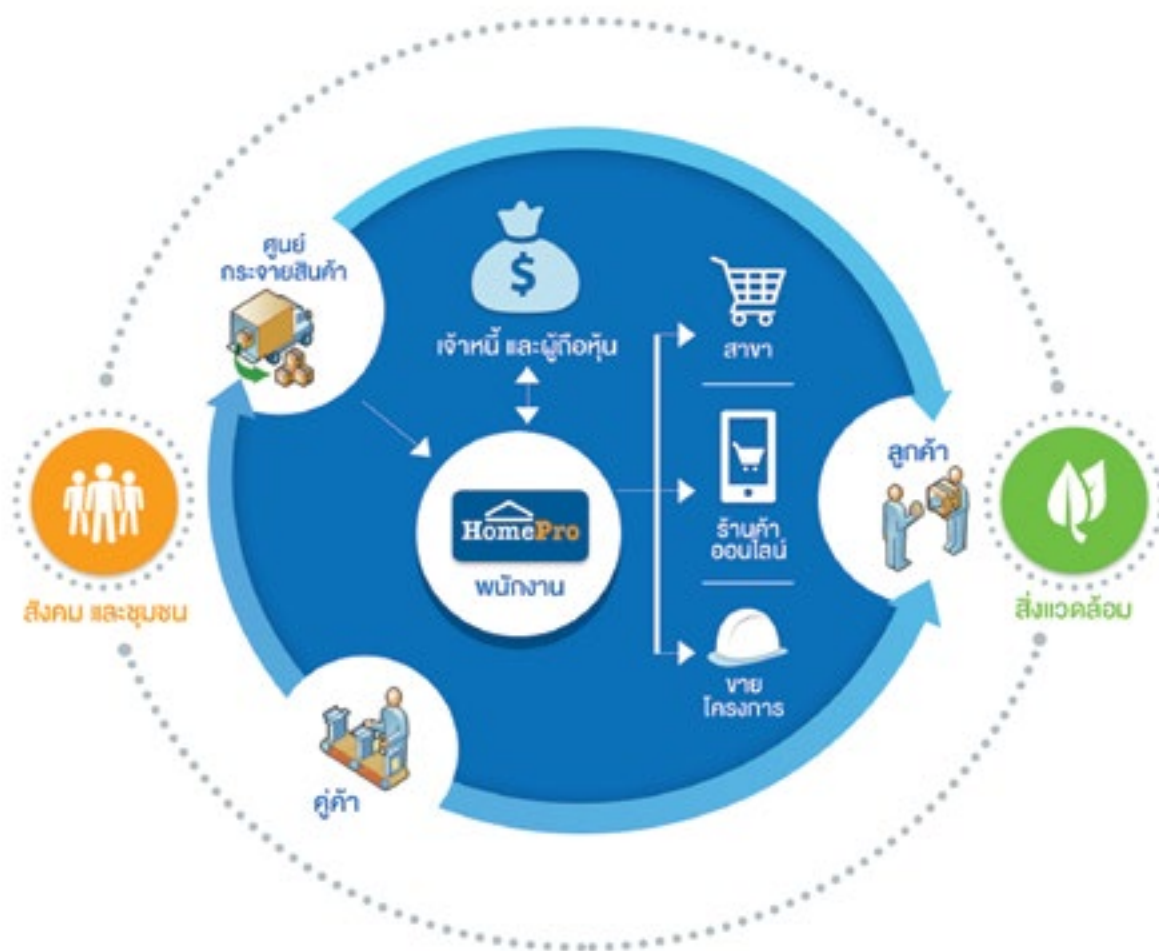 ศูนย์
กระจายสินค้า
$
เจ้าหนี้ และผู้ถือหุ้น
สาขา
ลูกค้า
HomePro
พนักงาน
ร้านค้า
ออนไลน์
สังคม และชุมชน
สิ่งแวดล้อม
ขาย
โครงการ
คู่ค้า